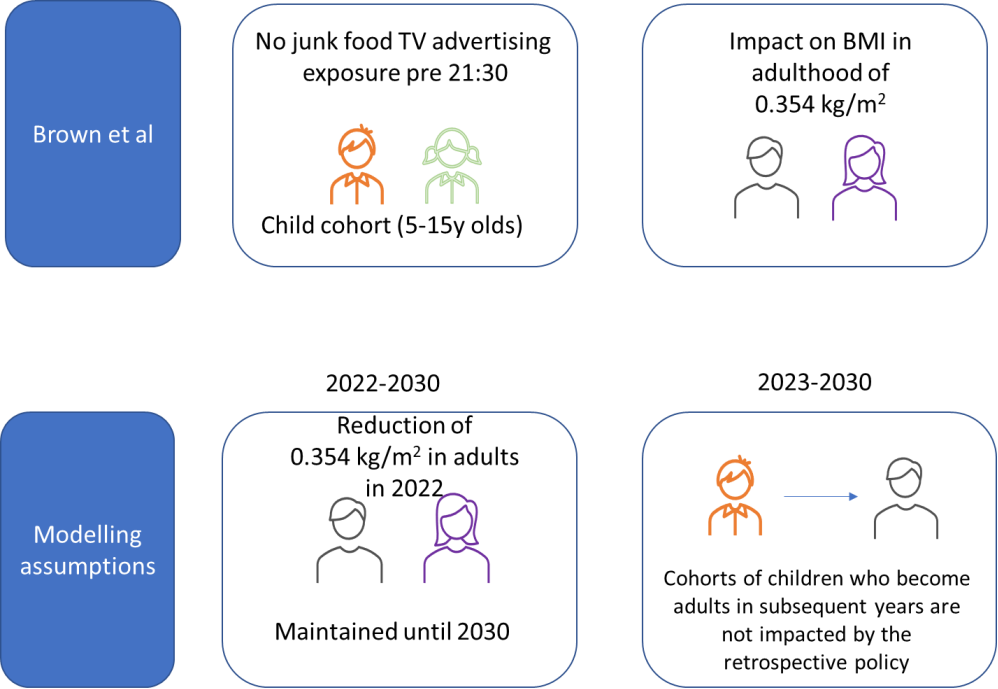 Brown et al
No junk food TV advertising
exposure pre 21:30
Child cohort (5-15y olds)
Impact on BMI in
adulthood of
0.354 kg/m²
Modelling
assumptions
2022-2030
Reduction of
0.354 kg/m² in adults
in 2022
Maintained until 2030
2023-2030
Cohorts of children who become
adults in subsequent years are
not impacted by the
retrospective policy